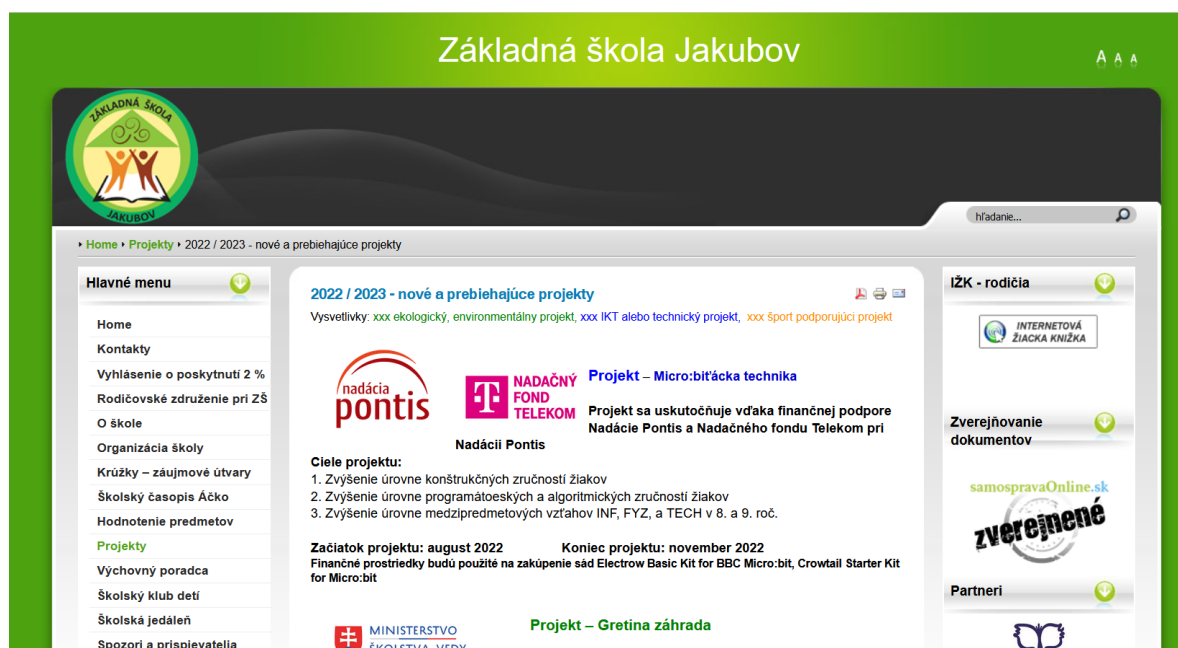 Základná škola Jakubov
A A A
ZÁKLADNÁ ŠKOLA
JAKUBOV
hľadanie...
Home Projekty 2022 / 2023 - nové a prebiehajúce projekty
Hlavné menu
Home
Kontakty
Vyhlásenie o poskytnutí 2 %
Rodičovské združenie pri ZŠ
O škole
Organizácia školy
Krúžky – záujmové útvary
Školský časopis Áčko
Hodnotenie predmetov
Projekty
Výchovný poradca
Školský klub detí
Školská jedáleň
Spozori a prispievatelia
2022 / 2023 - nové a prebiehajúce projekty
Vysvetlivky: xxx ekologický, environmentálny projekt, xxx IKT alebo technický projekt, xxx šport podporujúci projekt
nadácia
pontis
T
NADAČNÝ
FOND
TELEKOM
Projekt – Micro:biťácka technika
Projekt sa uskutočňuje vďaka finančnej podpore
Nadácie Pontis a Nadačného fondu Telekom pri
Nadácii Pontis
Ciele projektu:
1. Zvýšenie úrovne konštrukčných zručností žiakov
2. Zvýšenie úrovne programátoeských a algoritmických zručností žiakov
3. Zvýšenie úrovne medzipredmetových vzťahov INF, FYZ, a TECH v 8. a 9. roč.
Začiatok projektu: august 2022 Koniec projektu: november 2022
Finančné prostriedky budú použité na zakúpenie sád Electrow Basic Kit for BBC Micro:bit, Crowtail Starter Kit
for Micro:bit
MINISTERSTVO
ŠKOLSTVA, VEDY
Projekt – Gretina záhrada
IŽK - rodičia
INTERNETOVÁ
ŽIACKA KNIŽKA
Zverejňovanie
dokumentov
samospravaOnline.sk
zverejnené
Partneri